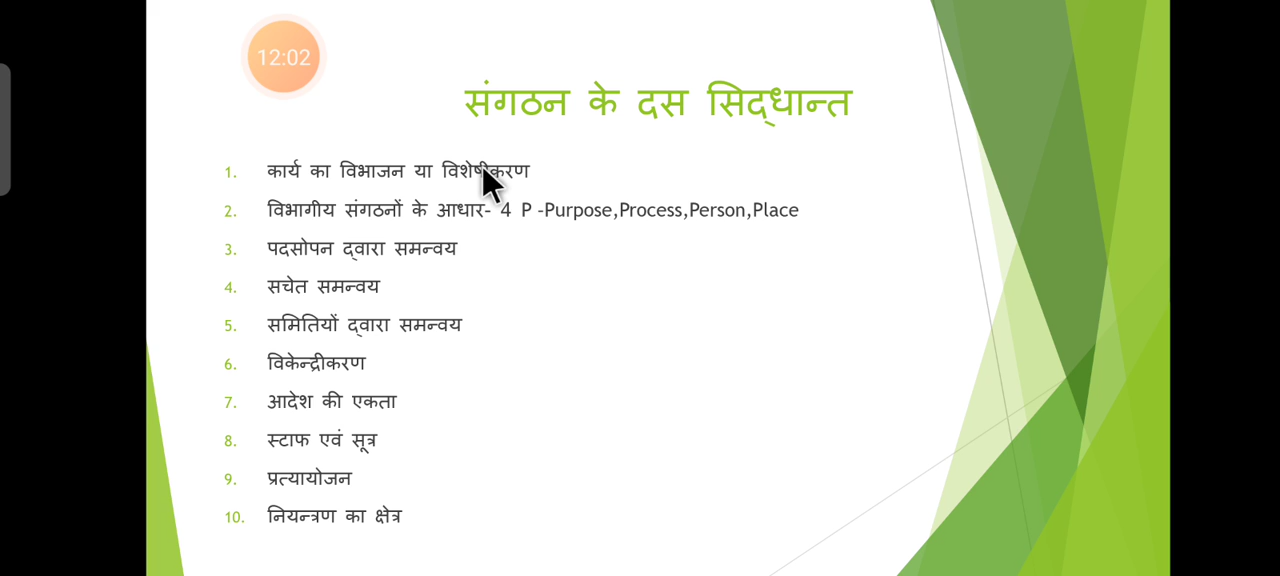 12:02
संगठन के दस सिद्धान्त
1. कार्य का विभाजन या विशेषीकरण
2. विभागीय संगठनों के आधार- 4 P -Purpose,Process,Person,Place
3. पदसोपन द्वारा समन्वय
4. सचेत समन्वय
5. समितियों द्वारा समन्वय
6. विकेन्द्रीकरण
7. आदेश की एकता
8. स्टाफ एवं सूत्र
9. प्रत्यायोजन
10. नियन्त्रण का क्षेत्र